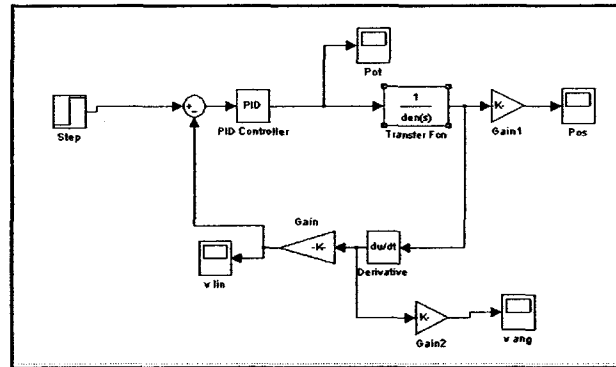 Pot
Step
+
−
PID
PID Controller
1
den(s)
Transfer Fcn
K-
Gain1
Pos
v lin
Gain
-K-
du/dt
Derivative
K-
Gain2
v ang